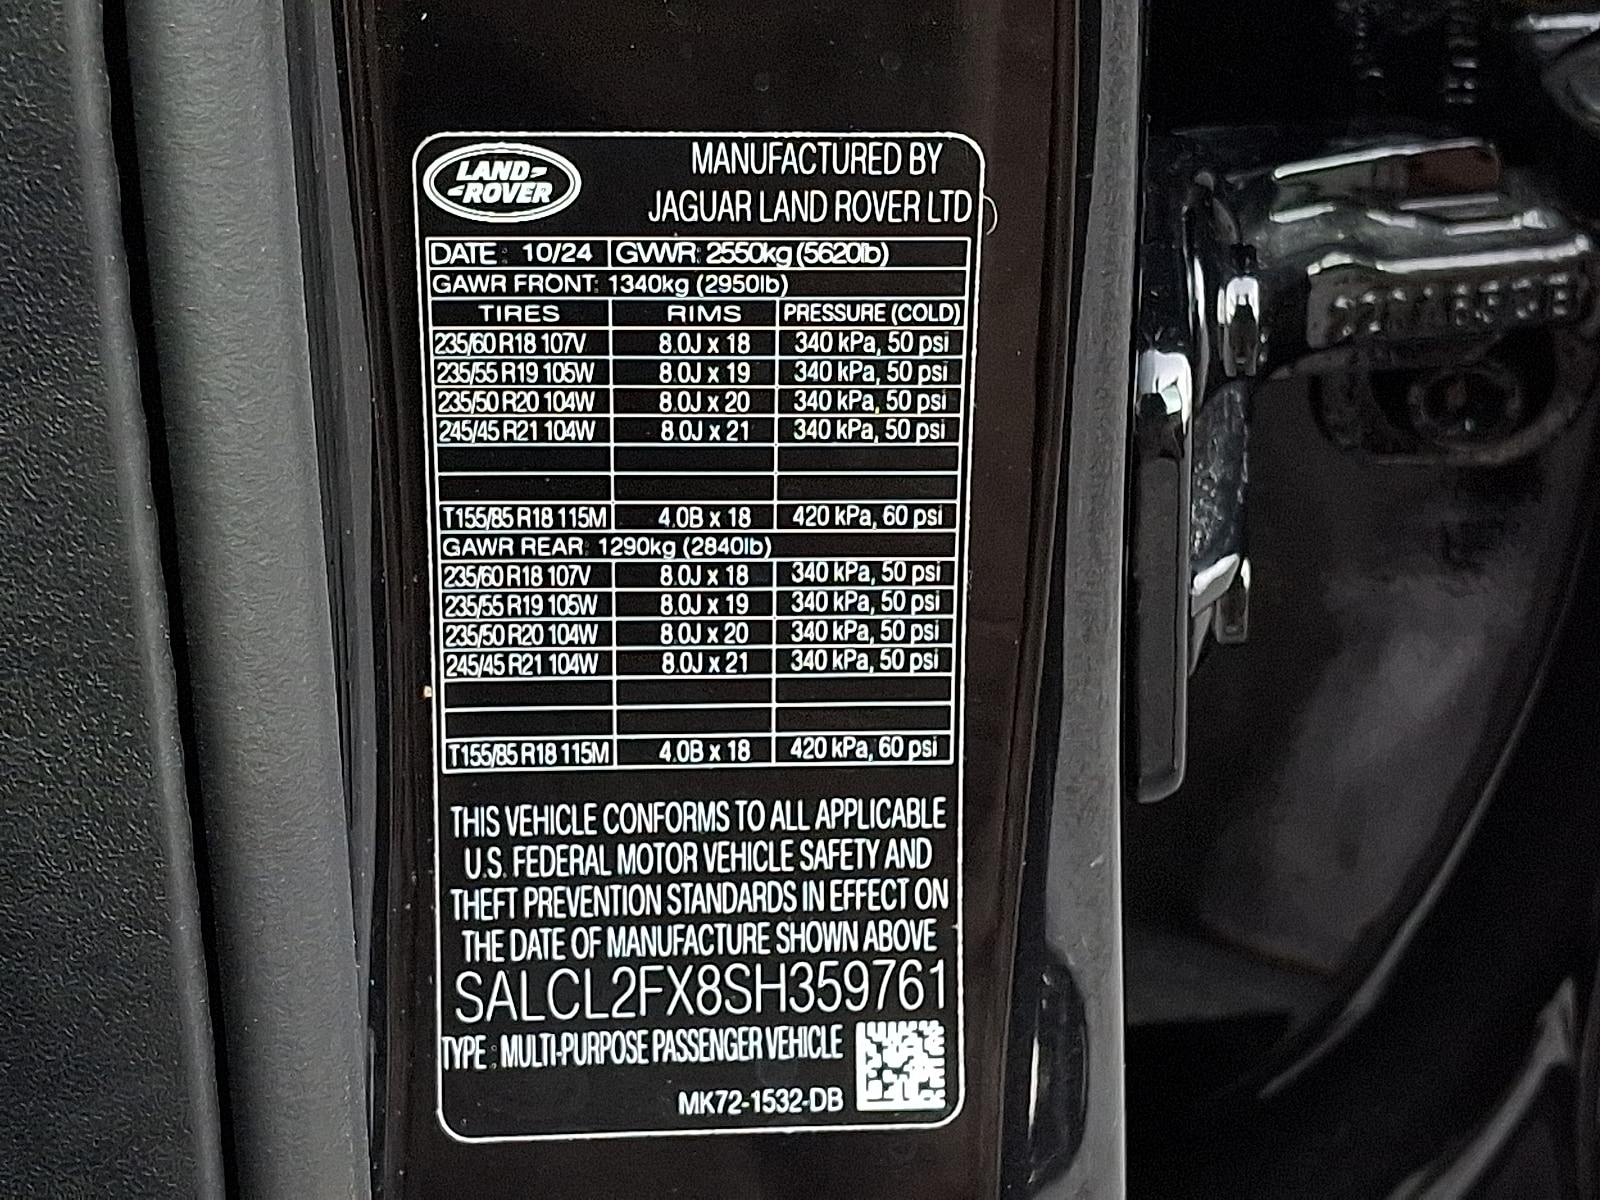 LAND-
-ROVER
MANUFACTURED BY
JAGUAR LAND ROVER LTD
DATE : 10/24 GVWR: 2550kg (5620lb)
GAWR FRONT: 1340kg (2950lb)
TIRES RIMS PRESSURE (COLD)
235/60 R18 107V 8.0J x 18 340 kPa, 50 psi
235/55 R19 105W 8.0J x 19 340 kPa, 50 psi
235/50 R20 104W 8.0J x 20 340 kPa, 50 psi
245/45 R21 104W 8.0J x 21 340 kPa, 50 psi
T155/85 R18 115M 4.0B x 18 420 kPa, 60 psi
GAWR REAR: 1290kg (2840lb)
235/60 R18 107V 8.0J x 18 340 kPa, 50 psi
235/55 R19 105W 8.0J x 19 340 kPa, 50 psi
235/50 R20 104W 8.0J x 20 340 kPa, 50 psi
245/45 R21 104W 8.0J x 21 340 kPa, 50 psi
T155/85 R18 115M 4.0B x 18 420 kPa, 60 psi
THIS VEHICLE CONFORMS TO ALL APPLICABLE
U.S. FEDERAL MOTOR VEHICLE SAFETY AND
THEFT PREVENTION STANDARDS IN EFFECT ON
THE DATE OF MANUFACTURE SHOWN ABOVE
SALCL2FX8SH359761
TYPE : MULTI-PURPOSE PASSENGER VEHICLE
MK72-1532-DB